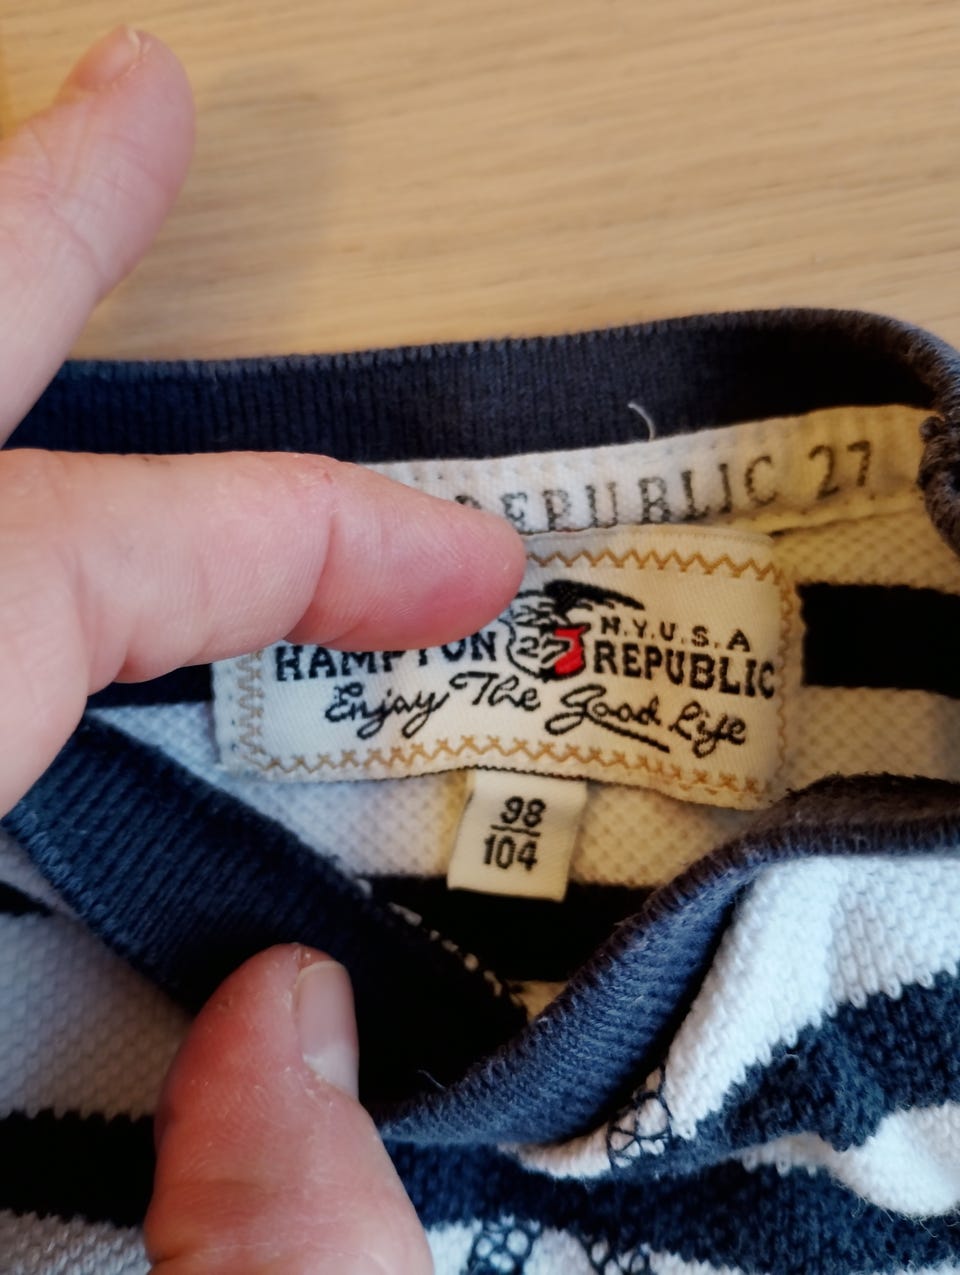 REPUBLIC 27
N.Y.U.S.A
HAMPTON 27 REPUBLIC
Enjoy The Good Life
98
104